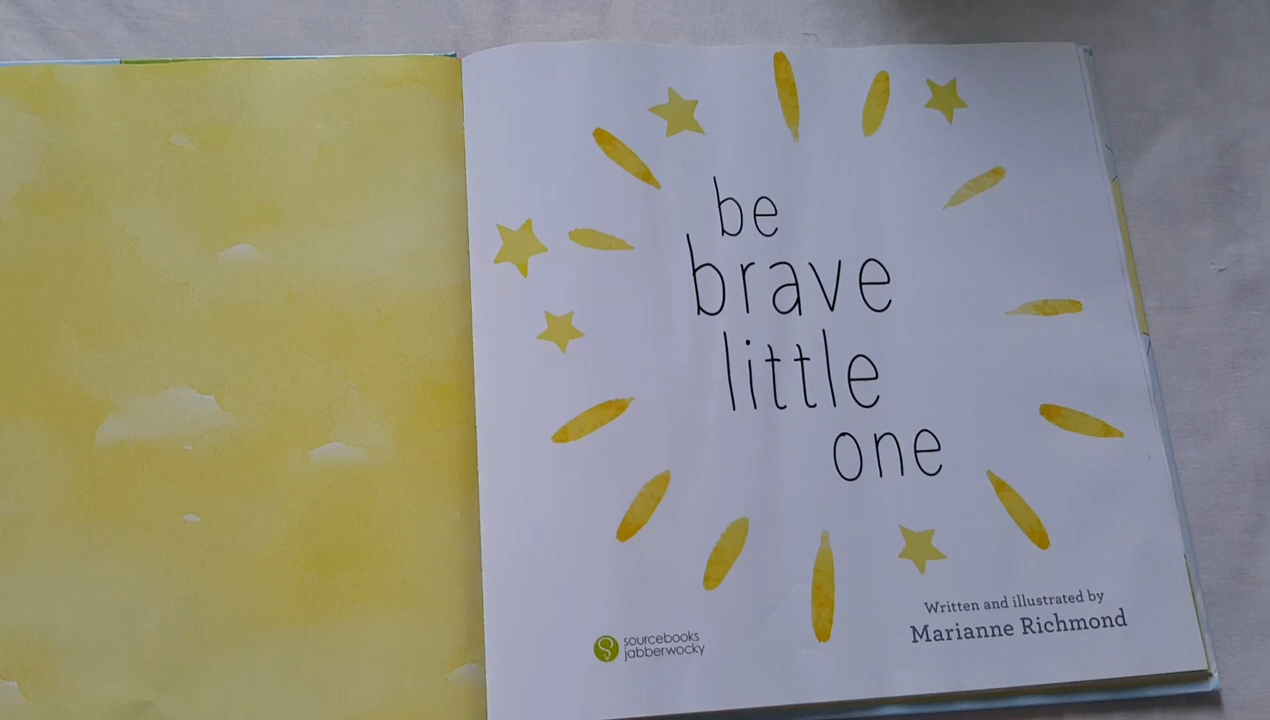 be
brave
little
one
Written and illustrated by
Marianne Richmond
sourcebooks
jabberwocky